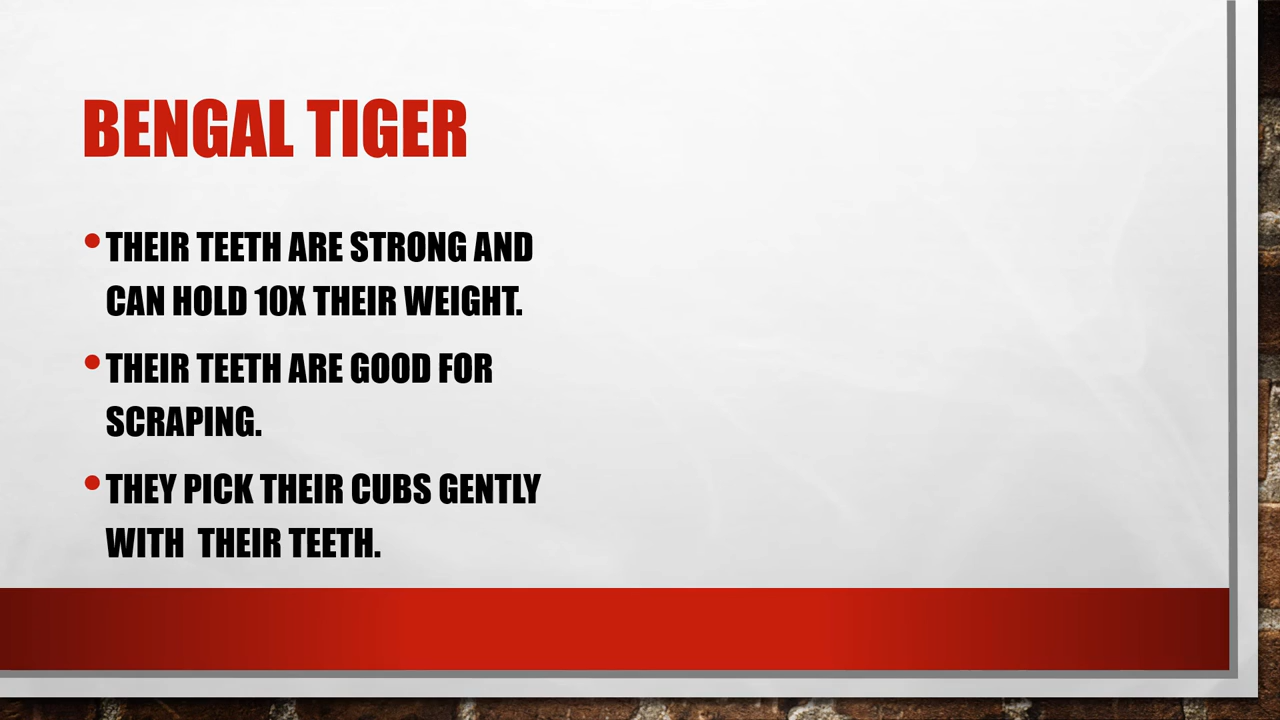 BENGAL TIGER
•THEIR TEETH ARE STRONG AND
CAN HOLD 10X THEIR WEIGHT.
•THEIR TEETH ARE GOOD FOR
SCRAPING.
•THEY PICK THEIR CUBS GENTLY
WITH  THEIR TEETH.